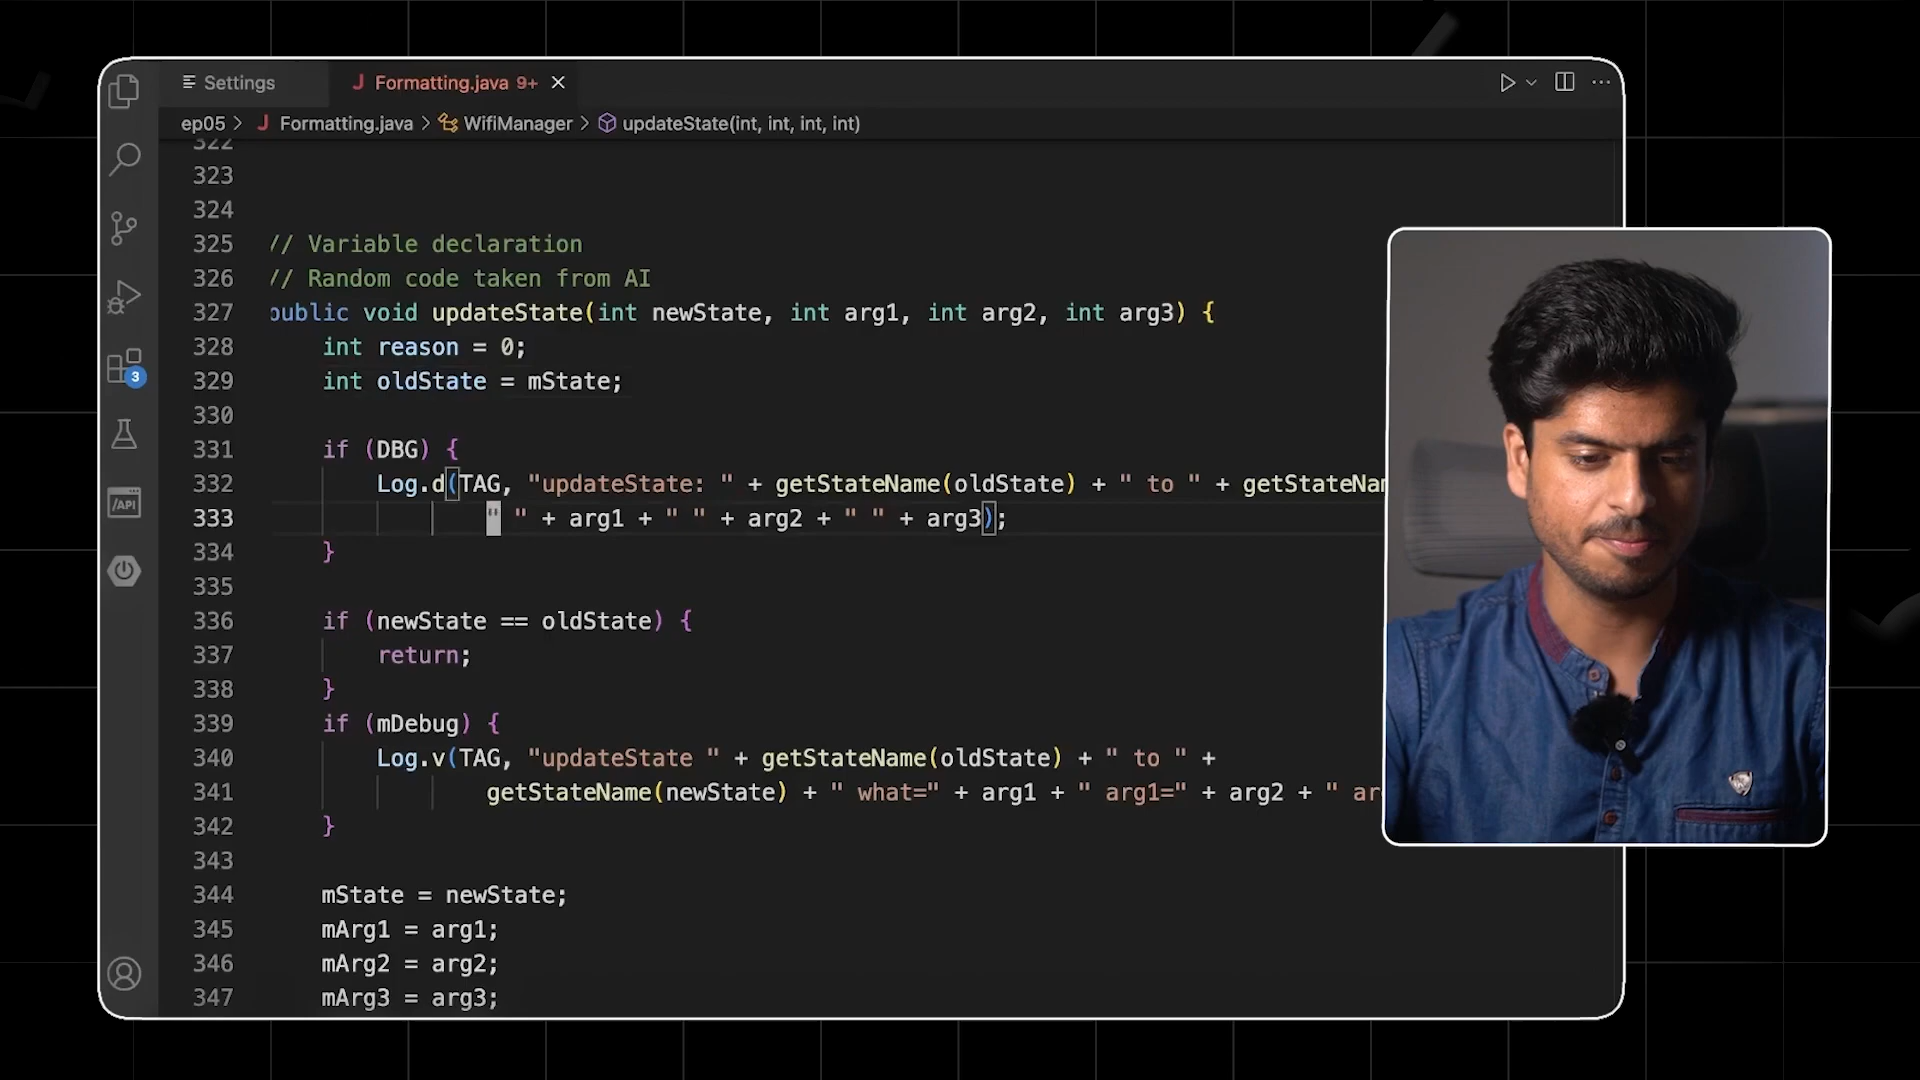 Settings
J Formatting.java 9+
ep05 > J Formatting.java > WifiManager > updateState(int, int, int, int)
322
323
324
325 // Variable declaration
326 // Random code taken from AI
327 public void updateState(int newState, int arg1, int arg2, int arg3) {
328 int reason = 0;
329 int oldState = mState;
330
331 if (DBG) {
332 Log.d(TAG, "updateState: " + getStateName(oldState) + " to " + getStateNam
333 " " + arg1 + " " + arg2 + " " + arg3);
334 }
335
336 if (newState == oldState) {
337 return;
338 }
339 if (mDebug) {
340 Log.v(TAG, "updateState " + getStateName(oldState) + " to " +
341 getStateName(newState) + " what=" + arg1 + " arg1=" + arg2 + " ar
342 }
343
344 mState = newState;
345 mArg1 = arg1;
346 mArg2 = arg2;
347 mArg3 = arg3;
3
/API